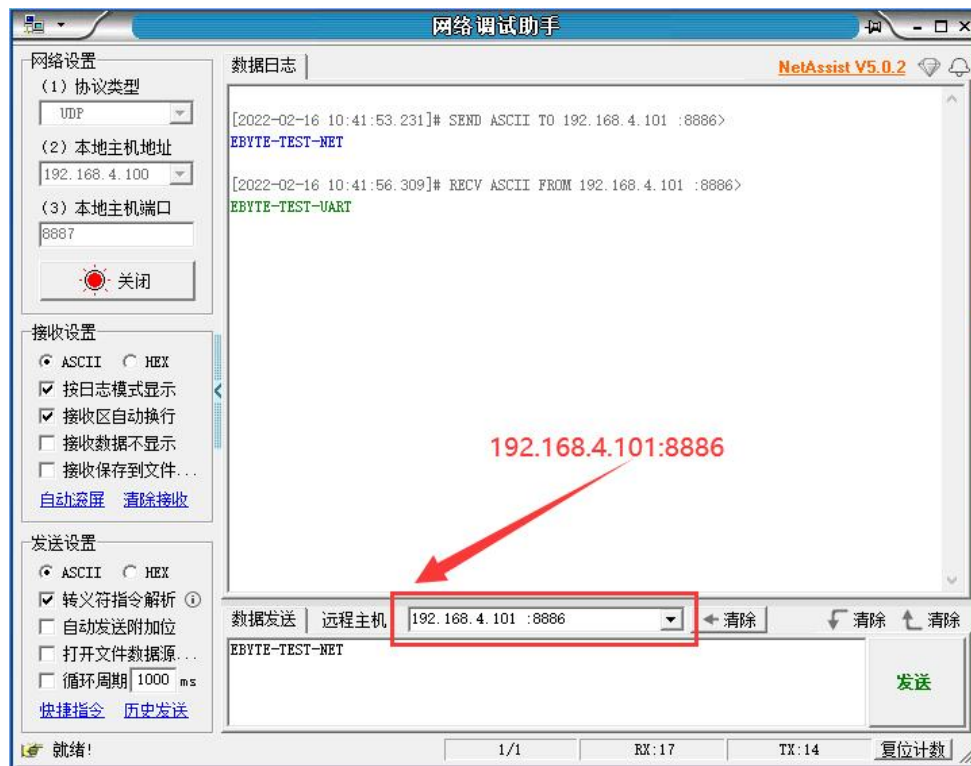 网络调试助手
网络设置
(1) 协议类型
UDP
(2) 本地主机地址
192.168.4.100
(3) 本地主机端口
8887
关闭
接收设置
ASCII HEX
按日志模式显示
接收区自动换行
接收数据不显示
接收保存到文件...
自动滚屏 清除接收
发送设置
ASCII HEX
转义符指令解析
自动发送附加位
打开文件数据源...
循环周期 1000 ms
快捷指令 历史发送
数据日志
NetAssist V5.0.2
[2022-02-16 10:41:53.231]# SEND ASCII TO 192.168.4.101 :8886>
EBYTE-TEST-NET
[2022-02-16 10:41:56.309]# RECV ASCII FROM 192.168.4.101 :8886>
EBYTE-TEST-UART
192.168.4.101:8886
数据发送 远程主机 192.168.4.101 :8886 清除 清除 清除
EBYTE-TEST-NET
发送
就绪! 1/1 RX:17 TX:14 复位计数